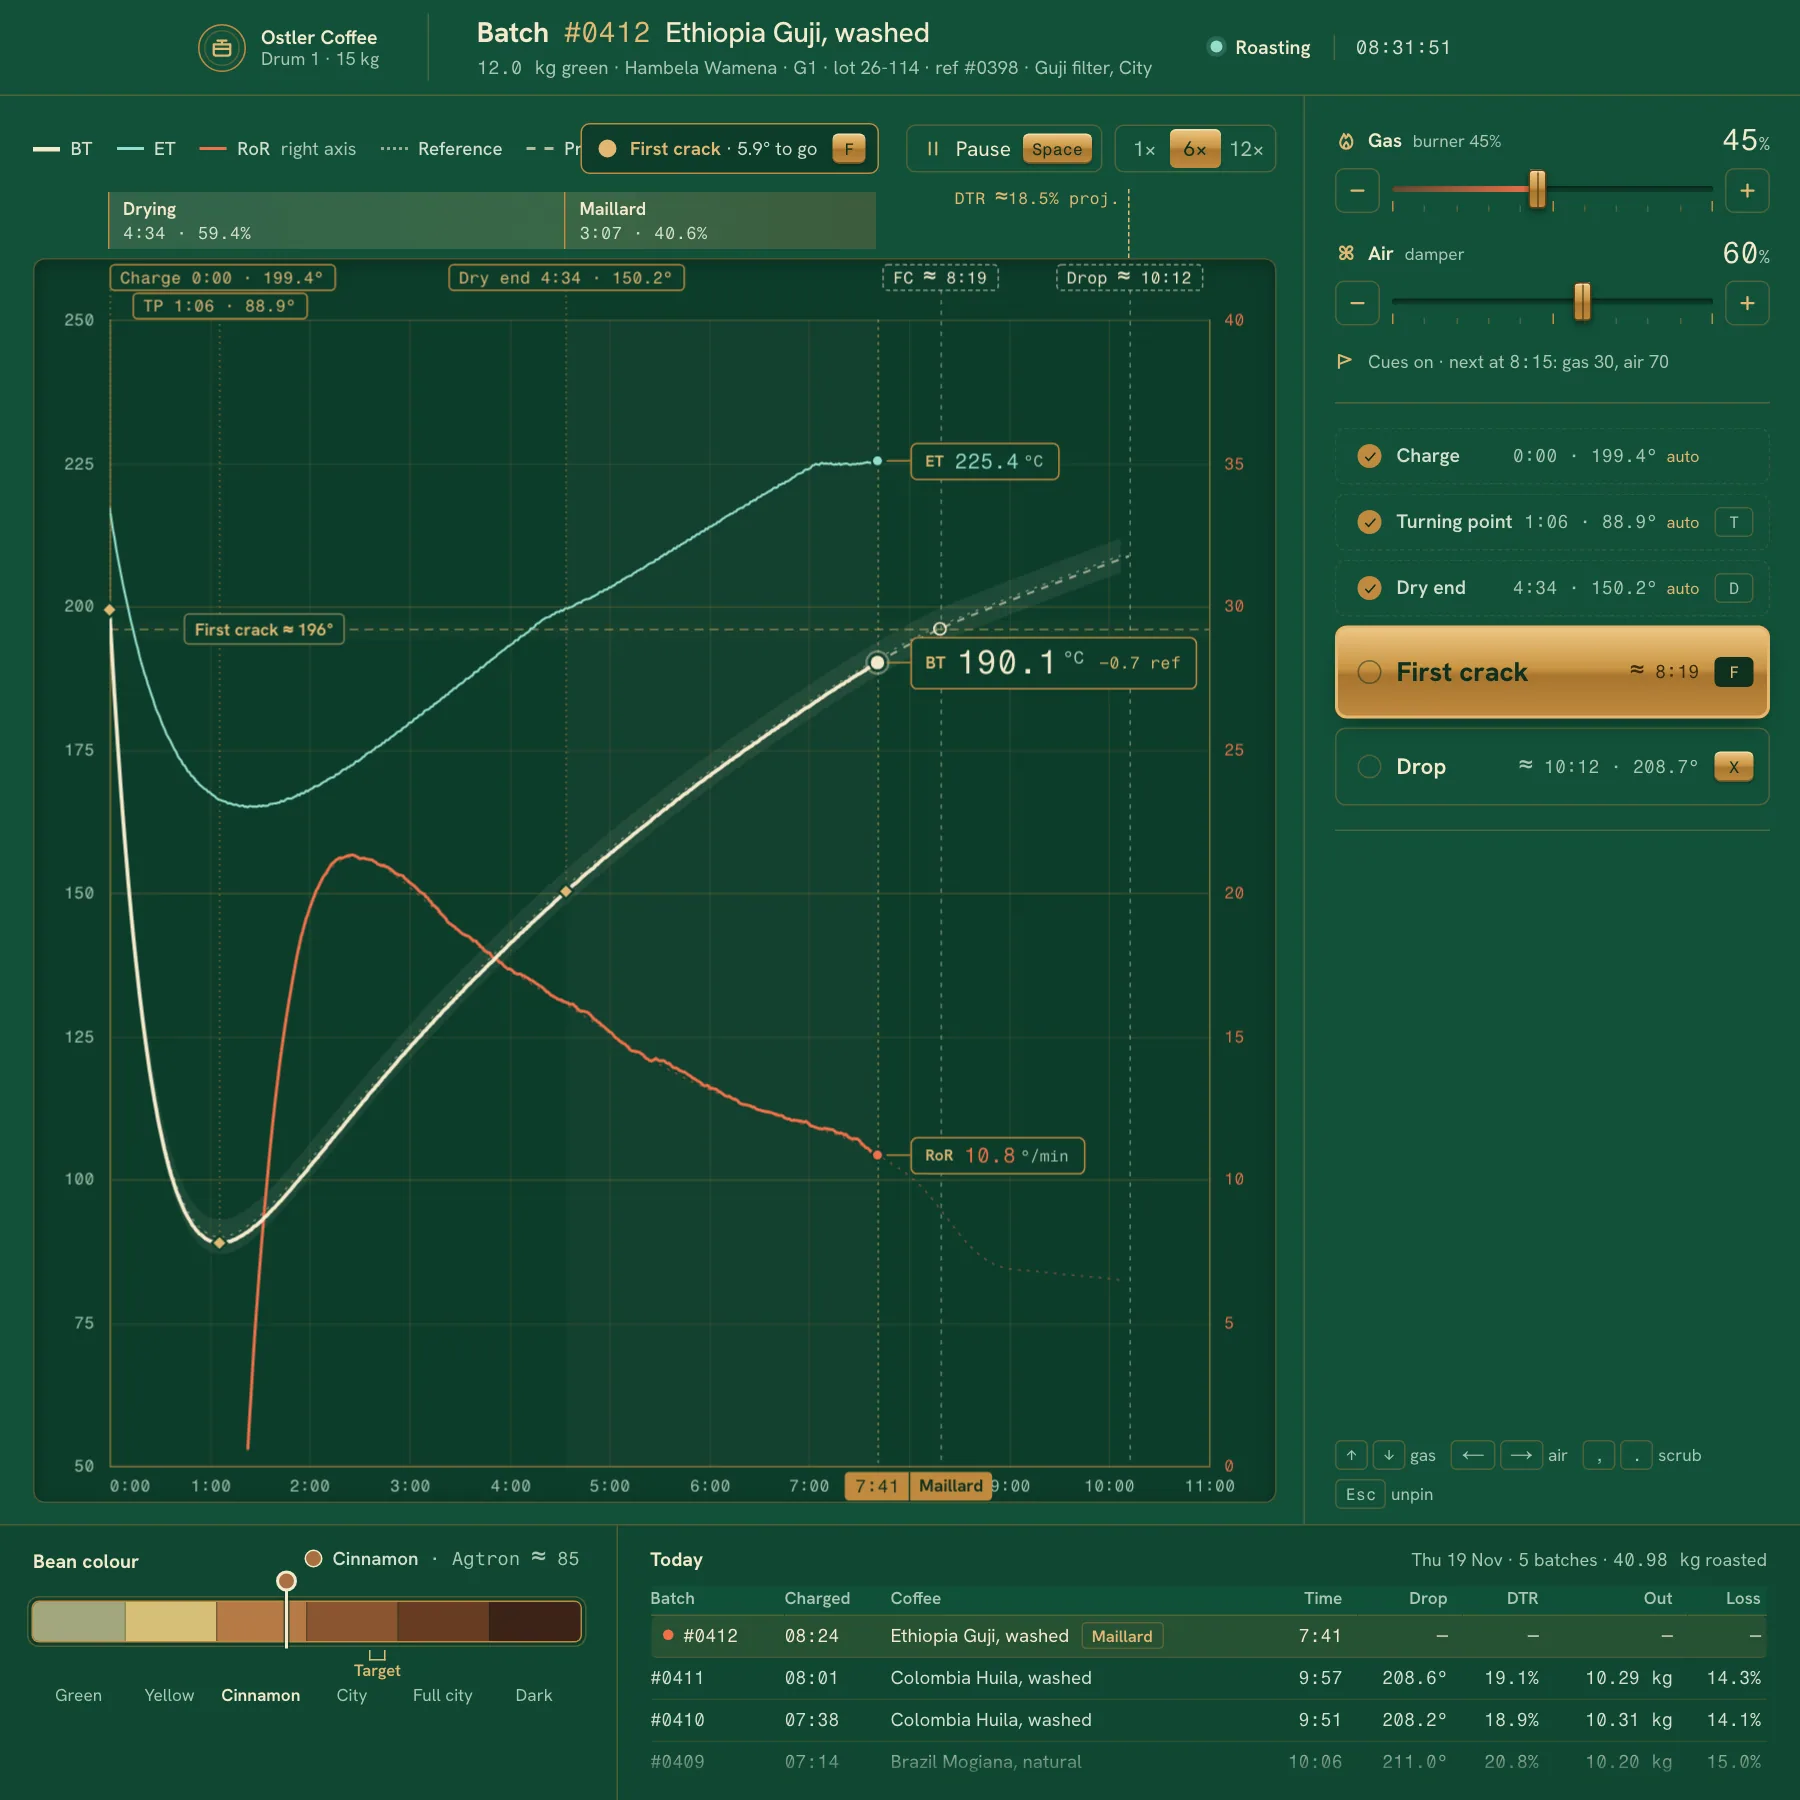 Ostler Coffee
Drum 1 · 15 kg
Batch #0412 Ethiopia Guji, washed
12.0 kg green · Hambela Wamena · G1 · lot 26-114 · ref #0398 · Guji filter, City
Roasting
08:31:51
BT ET RoR right axis Reference Pr
First crack · 5.9° to go F
Pause Space
1× 6× 12×
Drying
4:34 · 59.4%
Maillard
3:07 · 40.6%
DTR ≈18.5% proj.
Charge 0:00 · 199.4°
TP 1:06 · 88.9°
Dry end 4:34 · 150.2°
FC ≈ 8:19
Drop ≈ 10:12
250
225
200
175
150
125
100
75
50
40
35
30
25
20
15
10
5
0
ET 225.4 °C
First crack ≈ 196°
BT 190.1 °C −0.7 ref
RoR 10.8 °/min
0:00 1:00 2:00 3:00 4:00 5:00 6:00 7:00 7:41 Maillard 9:00 10:00 11:00
Gas burner 45% 45%
− +
Air damper 60%
− +
Cues on · next at 8:15: gas 30, air 70
Charge 0:00 · 199.4° auto
Turning point 1:06 · 88.9° auto T
Dry end 4:34 · 150.2° auto D
First crack ≈ 8:19 F
Drop ≈ 10:12 · 208.7° X
↑ ↓ gas ← → air , . scrub
Esc unpin
Bean colour
Cinnamon · Agtron ≈ 85
Target
Green Yellow Cinnamon City Full city Dark
Today
Thu 19 Nov · 5 batches · 40.98 kg roasted
Batch Charged Coffee Time Drop DTR Out Loss
#0412 08:24 Ethiopia Guji, washed Maillard 7:41 — — — —
#0411 08:01 Colombia Huila, washed 9:57 208.6° 19.1% 10.29 kg 14.3%
#0410 07:38 Colombia Huila, washed 9:51 208.2° 18.9% 10.31 kg 14.1%
#0409 07:14 Brazil Mogiana, natural 10:06 211.0° 20.8% 10.20 kg 15.0%